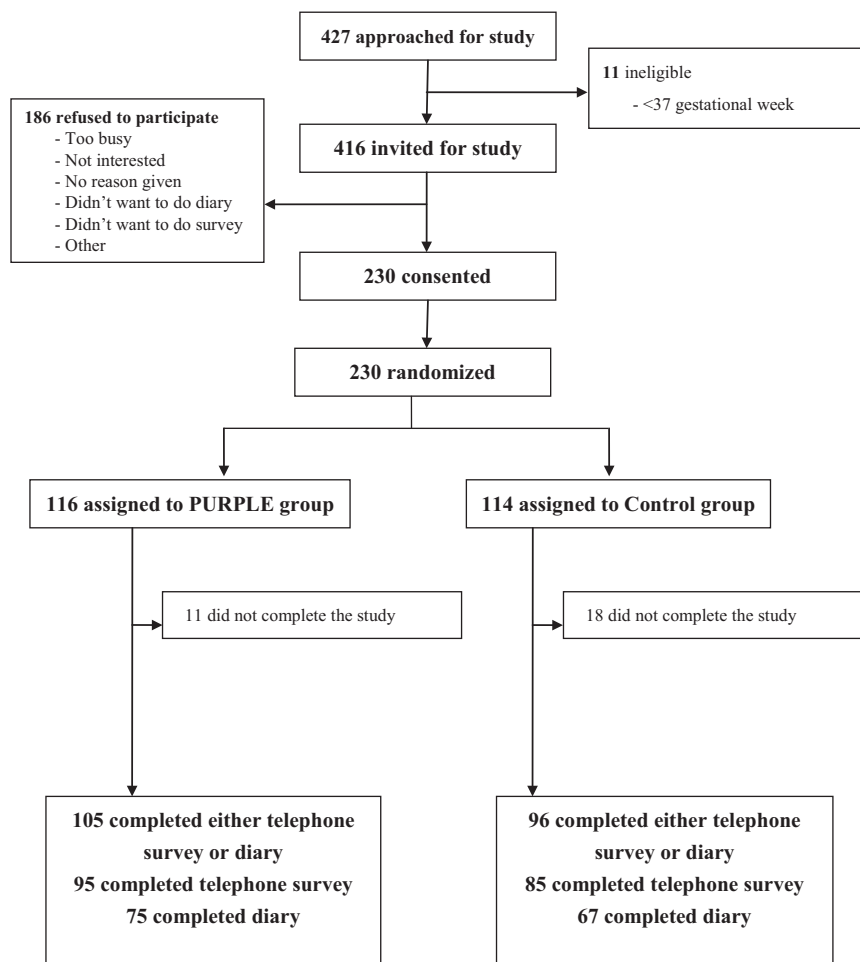 427 approached for study
11 ineligible
- <37 gestational week
186 refused to participate
- Too busy
- Not interested
- No reason given
- Didn't want to do diary
- Didn't want to do survey
- Other
416 invited for study
230 consented
230 randomized
116 assigned to PURPLE group
114 assigned to Control group
11 did not complete the study
18 did not complete the study
105 completed either telephone
survey or diary
95 completed telephone survey
75 completed diary
96 completed either telephone
survey or diary
85 completed telephone survey
67 completed diary